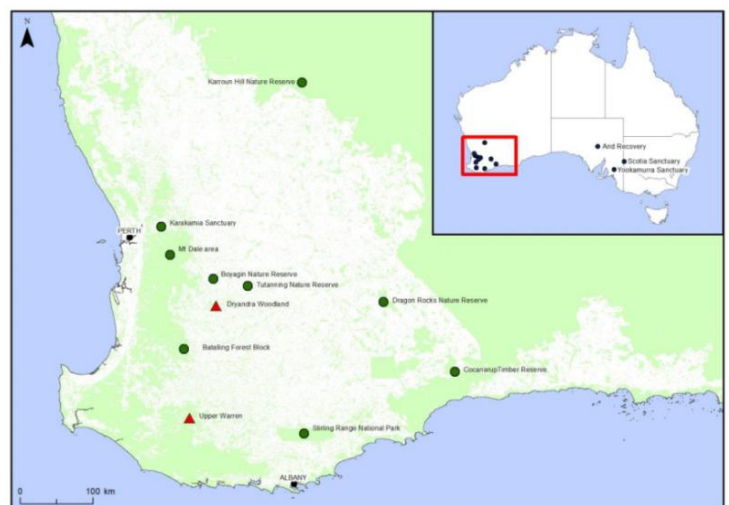 N
Karroun Hill Nature Reserve
Arid Recovery
Scotia Sanctuary
Yookamurra Sanctuary
Karakamia Sanctuary
PERTH
Mt Dale area
Boyagin Nature Reserve
Tutanning Nature Reserve
Dryandra Woodland
Dragon Rocks Nature Reserve
Batalling Forest Block
CocanarupTimber Reserve
Upper Warren
Stirling Range National Park
ALBANY
0 100 km